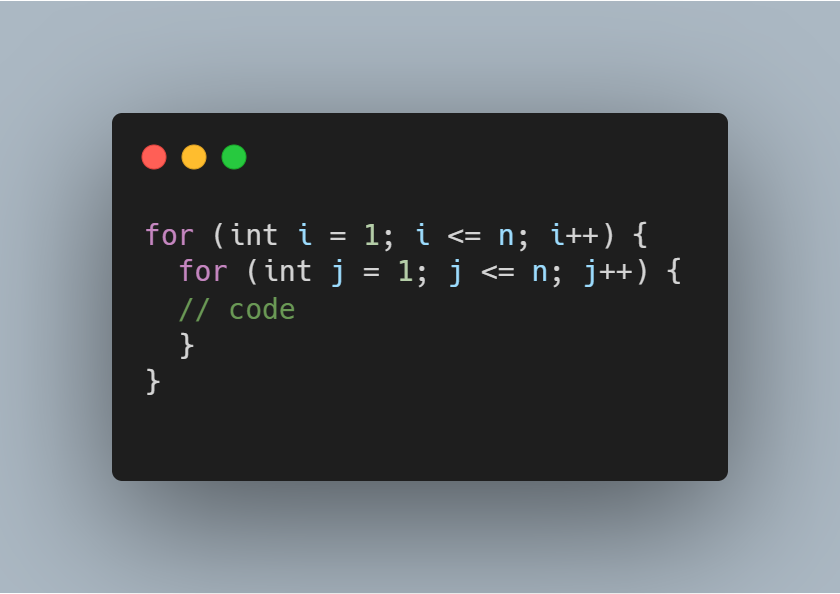 for (int i = 1; i <= n; i++) {
  for (int j = 1; j <= n; j++) {
  // code
  }
}